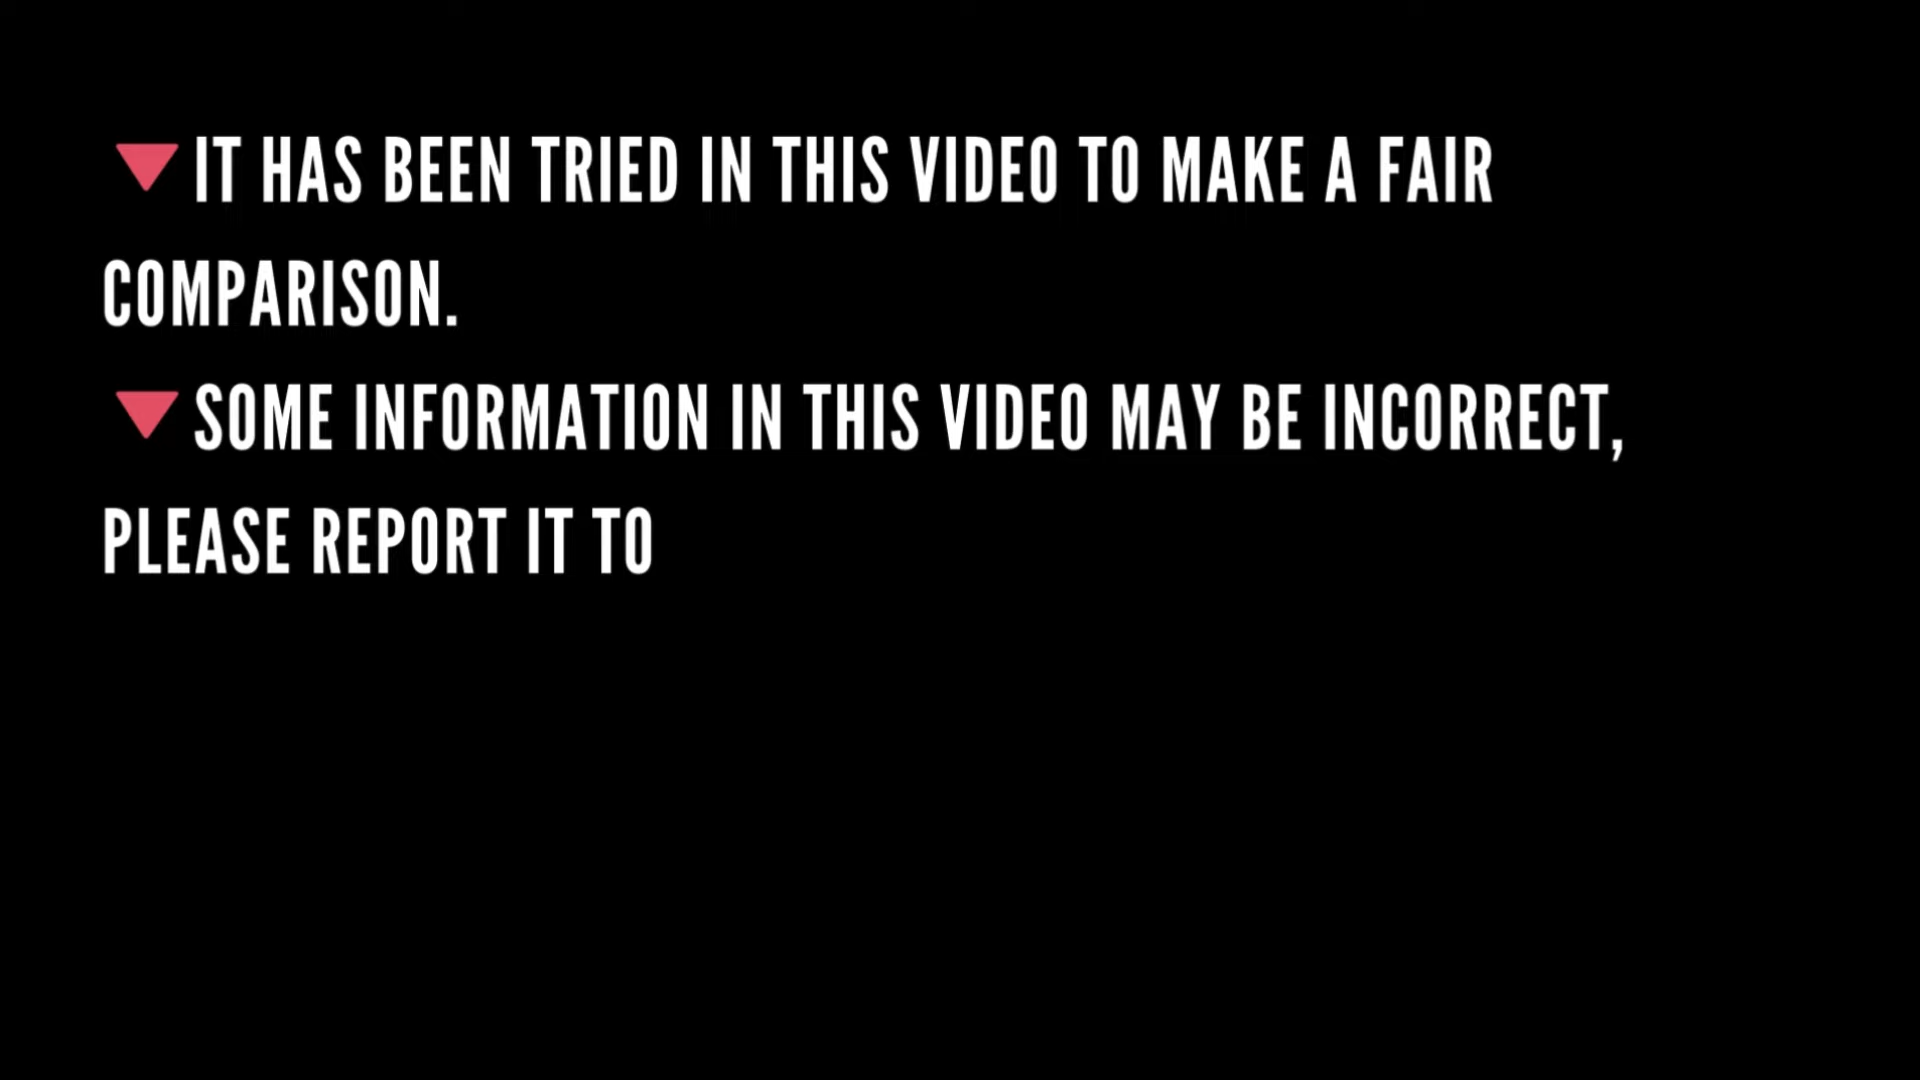 🔻IT HAS BEEN TRIED IN THIS VIDEO TO MAKE A FAIR
COMPARISON.
🔻SOME INFORMATION IN THIS VIDEO MAY BE INCORRECT,
PLEASE REPORT IT TO